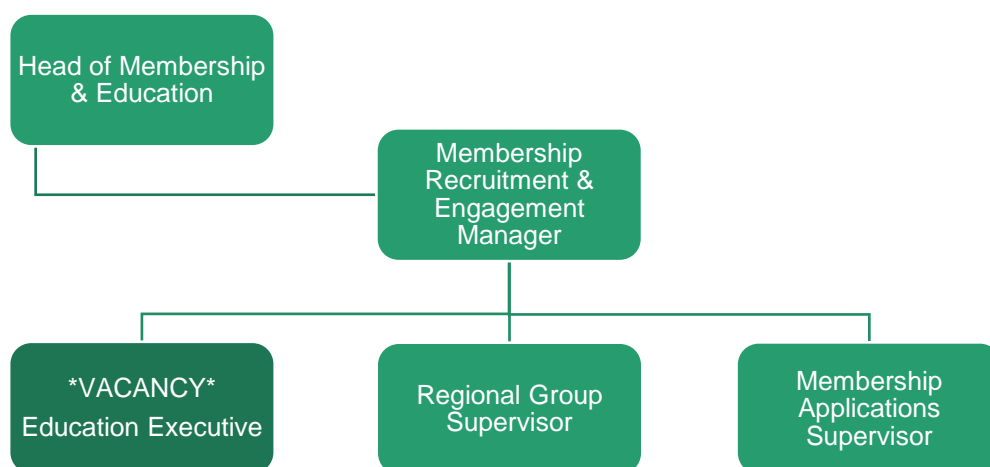 Head of Membership
& Education
Membership
Recruitment &
Engagement
Manager
*VACANCY*
Education Executive
Regional Group
Supervisor
Membership
Applications
Supervisor